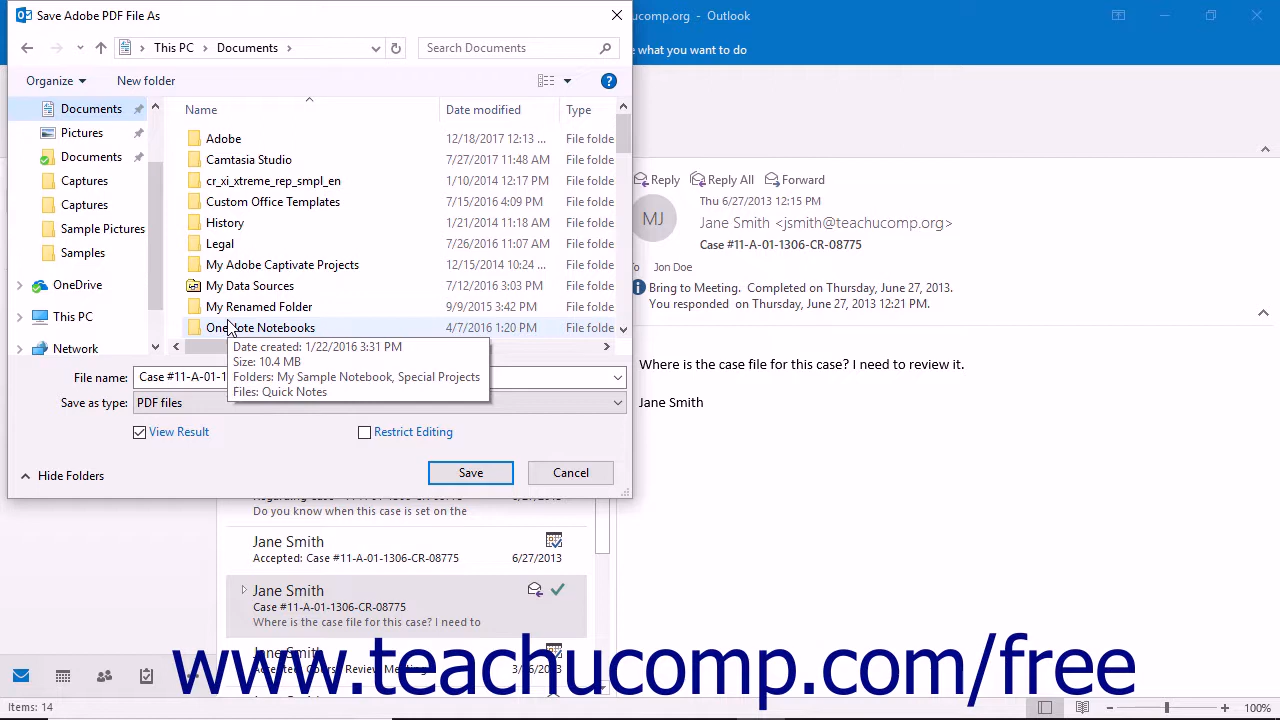 Save Adobe PDF File As
ucomp.org - Outlook
This PC
Documents
Search Documents
e what you want to do
Organize
New folder
Documents
Pictures
Documents
Captures
Captures
Sample Pictures
Samples
OneDrive
This PC
Network
Name
Date modified
Type
Adobe 12/18/2017 12:13 ... File folde
Camtasia Studio 7/27/2017 11:48 AM File folde
cr_xi_xtreme_rep_smpl_en 1/10/2014 12:17 PM File folde
Custom Office Templates 7/15/2016 4:09 PM File folde
History 1/21/2014 11:18 AM File folde
Legal 7/26/2016 11:07 AM File folde
My Adobe Captivate Projects 12/15/2014 10:24 ... File folde
My Data Sources 7/12/2016 3:03 PM File folde
My Renamed Folder 9/9/2015 3:42 PM File folde
OneNote Notebooks 4/7/2016 1:20 PM File folde
Date created: 1/22/2016 3:31 PM
Size: 10.4 MB
Folders: My Sample Notebook, Special Projects
Files: Quick Notes
File name: Case #11-A-01-1
Save as type: PDF files
View Result
Restrict Editing
Hide Folders
Save
Cancel
Reply
Reply All
Forward
Thu 6/27/2013 12:15 PM
MJ
Jane Smith <jsmith@teachucomp.org>
Case #11-A-01-1306-CR-08775
To Jon Doe
Bring to Meeting. Completed on Thursday, June 27, 2013.
You responded on Thursday, June 27, 2013 12:21 PM.
Where is the case file for this case? I need to review it.
Jane Smith
Do you know when this case is set on the
Jane Smith
Accepted: Case #11-A-01-1306-CR-08775 6/27/2013
Jane Smith
Case #11-A-01-1306-CR-08775
Where is the case file for this case? I need to
www.teachucomp.com/free
Items: 14
100%